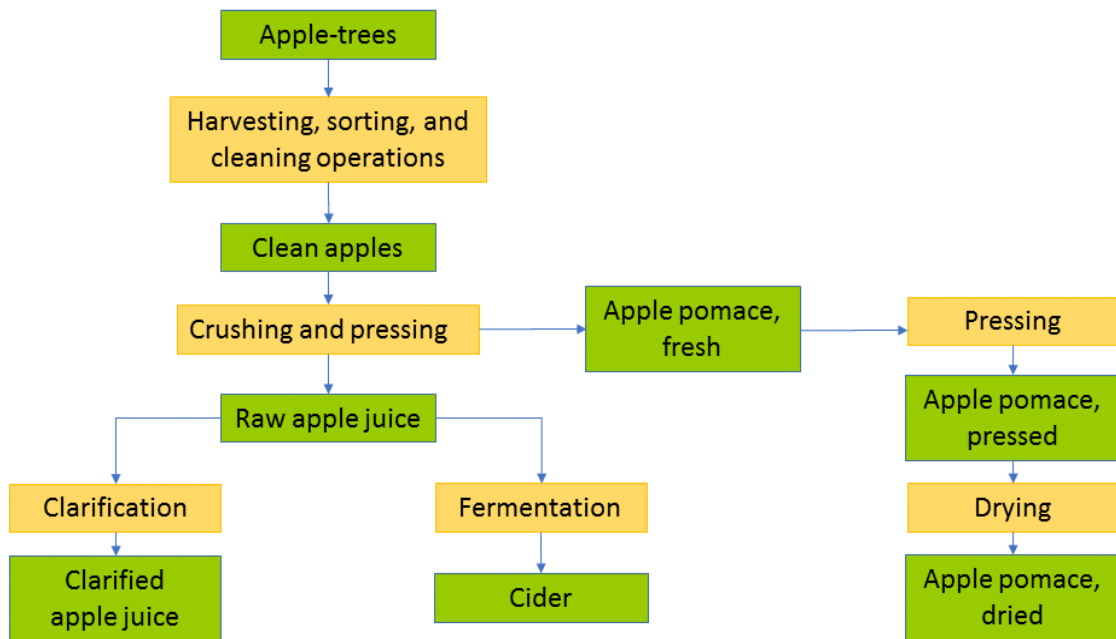 Apple-trees
Harvesting, sorting, and
cleaning operations
Clean apples
Crushing and pressing
Apple pomace,
fresh
Pressing
Raw apple juice
Apple pomace,
pressed
Clarification
Fermentation
Drying
Clarified
apple juice
Cider
Apple pomace,
dried